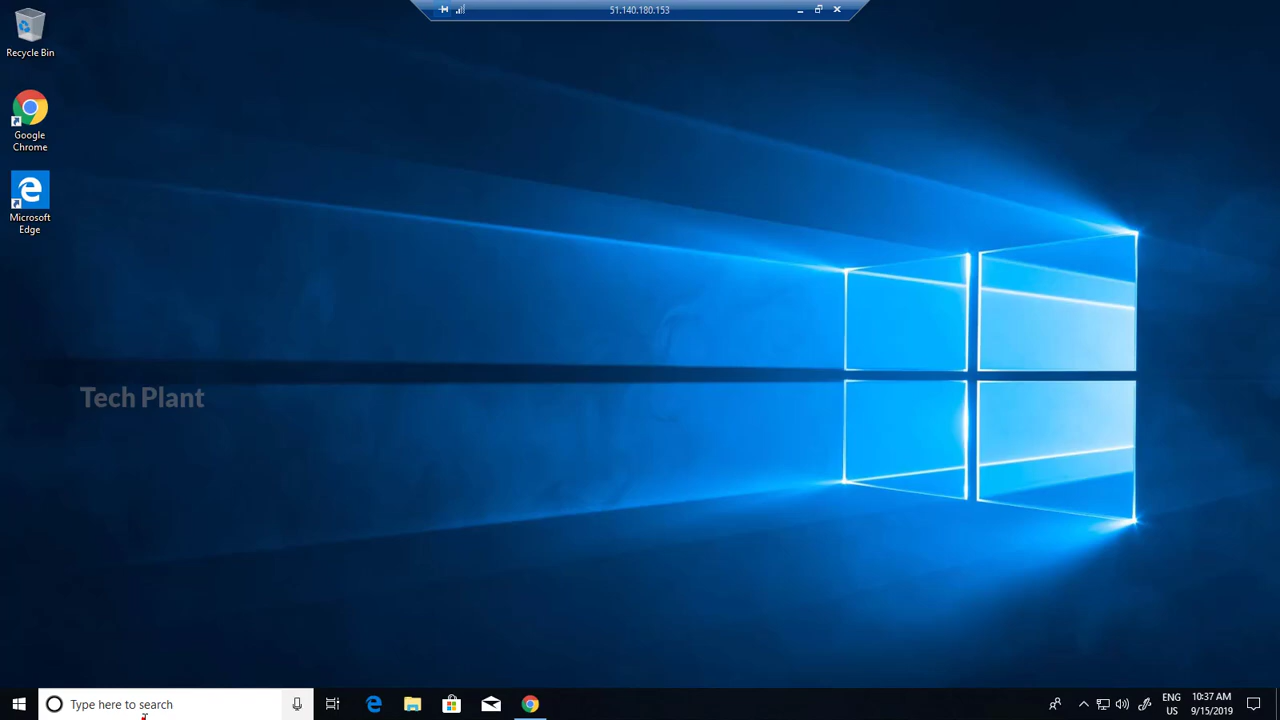 51.140.180.153
Recycle Bin
Google
Chrome
Microsoft
Edge
Tech Plant
Type here to search
ENG
US
10:37 AM
9/15/2019